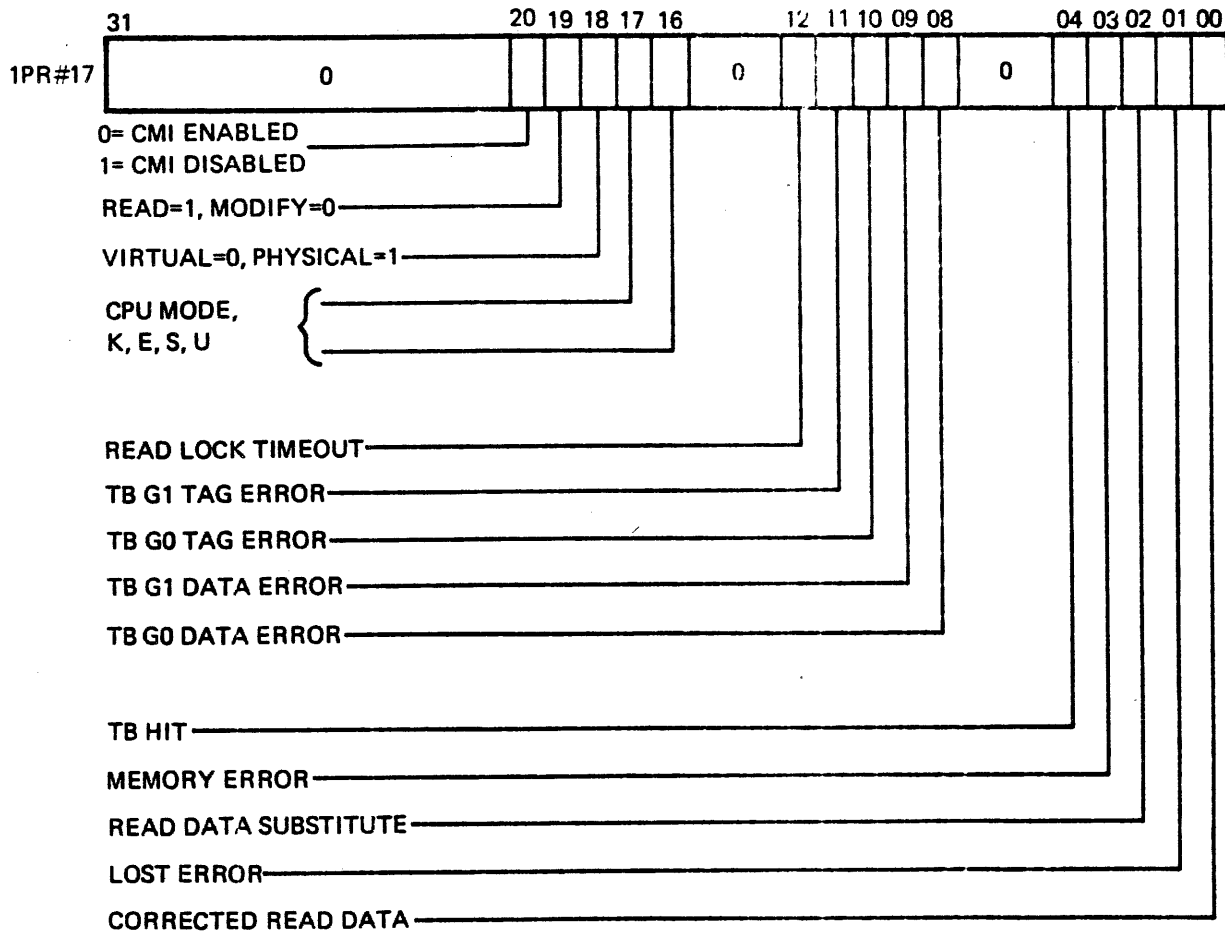 31 20 19 18 17 16 12 11 10 09 08 04 03 02 01 00
1PR#17 0 0 0
0= CMI ENABLED
1= CMI DISABLED
READ=1, MODIFY=0
VIRTUAL=0, PHYSICAL=1
CPU MODE,
K, E, S, U
READ LOCK TIMEOUT
TB G1 TAG ERROR
TB G0 TAG ERROR
TB G1 DATA ERROR
TB G0 DATA ERROR
TB HIT
MEMORY ERROR
READ DATA SUBSTITUTE
LOST ERROR
CORRECTED READ DATA